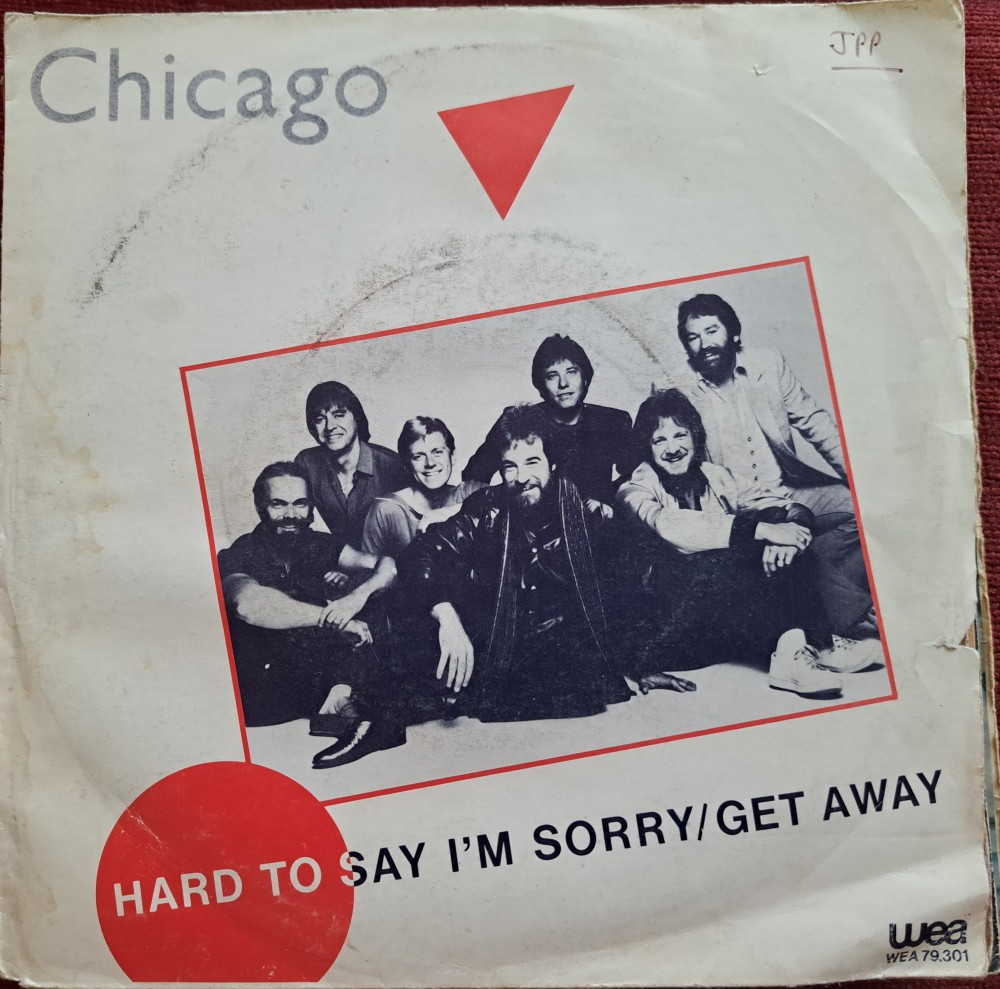 Chicago
JPP
HARD TO SAY I'M SORRY/GET AWAY
wea
WEA 79.301